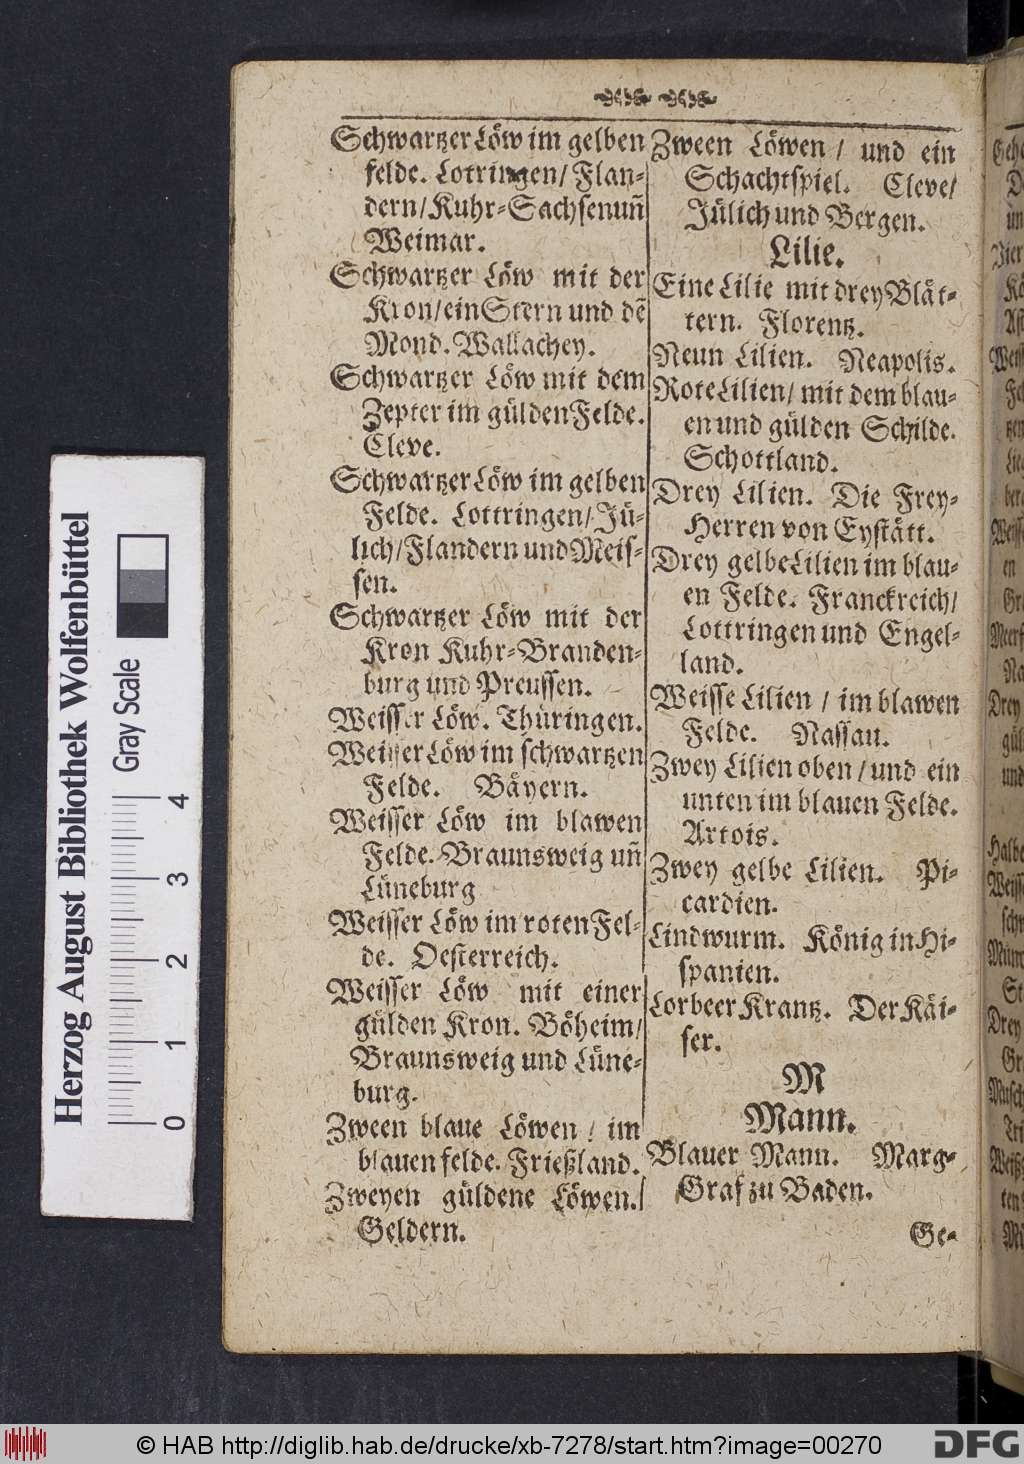 Schwartzer Löw im gelben
felde. Lotringen/ Flan-
dern/ Kuhr-Sachsen uñ
Weimar.
Schwartzer Löw mit der
Kron/ ein Stern und dẽ
Mond. Wallachey.
Schwartzer Löw mit dem
Zepter im gülden Felde.
Cleve.
Schwartzer Löw im gelben
Felde. Lottringen/ Jü-
lich/ Flandern und Meis-
sen.
Schwartzer Löw mit der
Kron Kuhr-Branden-
burg und Preussen.
Weisser Löw. Thüringen.
Weisser Löw im schwartzen
Felde. Bäyern.
Weisser Löw im blawen
Felde. Braunsweig uñ
Lüneburg
Weisser Löw im roten Fel-
de. Oesterreich.
Weisser Löw mit einer
gülden Kron. Böheim/
Braunsweig und Lüne-
burg.
Zween blaue Löwen / im
blauen felde. Frießland.
Zweyen güldene Löwen.
Geldern.
Zween Löwen / und ein
Schachtspiel. Cleve/
Jülich und Bergen.
Lilie.
Eine Lilie mit drey Blät-
tern. Florentz.
Neun Lilien. Neapolis.
Rote Lilien/ mit dem blau-
en und gülden Schilde.
Schottland.
Drey Lilien. Die Frey-
Herren von Eystätt.
Drey gelbe Lilien im blau-
en Felde. Franckreich/
Lottringen und Engel-
land.
Weisse Lilien / im blawen
Felde. Nassau.
Zwey Lilien oben / und ein
unten im blauen Felde.
Artois.
Zwey gelbe Lilien. Pi-
cardien.
Lindwurm. König in Hi-
spanien.
Lorbeer Krantz. Der Käi-
ser.
M
Mann.
Blauer Mann. Marg-
Graf zu Baden.
Ge-
Herzog August Bibliothek Wolfenbüttel
Gray Scale
0 1 2 3 4
© HAB http://diglib.hab.de/drucke/xb-7278/start.htm?image=00270
DFG